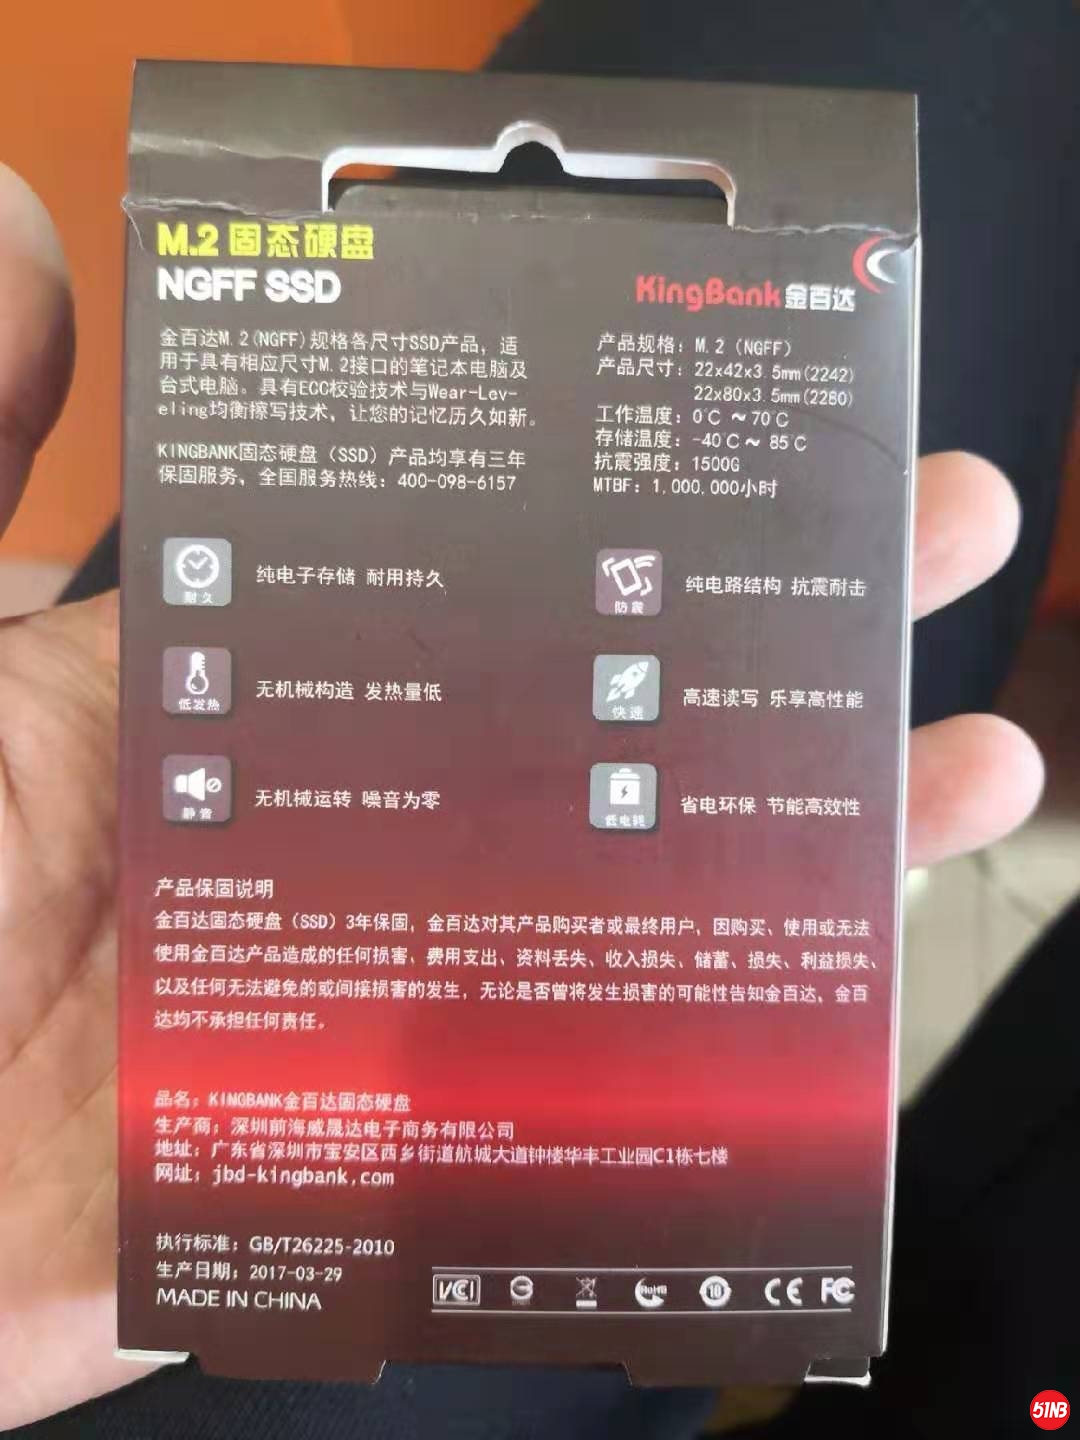 M.2 固态硬盘
NGFF SSD
KingBank 金百达
金百达M.2(NGFF)规格各尺寸SSD产品，适
用于具有相应尺寸M.2接口的笔记本电脑及
台式电脑。具有ECC校验技术与Wear-Lev-
eling均衡擦写技术，让您的记忆历久如新。
KINGBANK固态硬盘（SSD）产品均享有三年
保固服务，全国服务热线：400-098-6157
产品规格：M.2（NGFF）
产品尺寸：22x42x3.5mm(2242)
22x80x3.5mm(2280)
工作温度：0℃ ～ 70℃
存储温度：-40℃～ 85℃
抗震强度：1500G
MTBF：1,000,000小时
耐久
纯电子存储 耐用持久
防震
纯电路结构 抗震耐击
低发热
无机械构造 发热量低
快速
高速读写 乐享高性能
静音
无机械运转 噪音为零
低电耗
省电环保 节能高效性
产品保固说明
金百达固态硬盘（SSD）3年保固，金百达对其产品购买者或最终用户，因购买、使用或无法
使用金百达产品造成的任何损害、费用支出、资料丢失、收入损失、储蓄、损失、利益损失、
以及任何无法避免的或间接损害的发生，无论是否曾将发生损害的可能性告知金百达，金百
达均不承担任何责任。
品名：KINGBANK金百达固态硬盘
生产商：深圳前海威晟达电子商务有限公司
地址：广东省深圳市宝安区西乡街道航城大道钟楼华丰工业园C1栋七楼
网址：jbd-kingbank.com
执行标准：GB/T26225-2010
生产日期：2017-03-29
MADE IN CHINA
VCI RoHS 10 CE FC
51NB